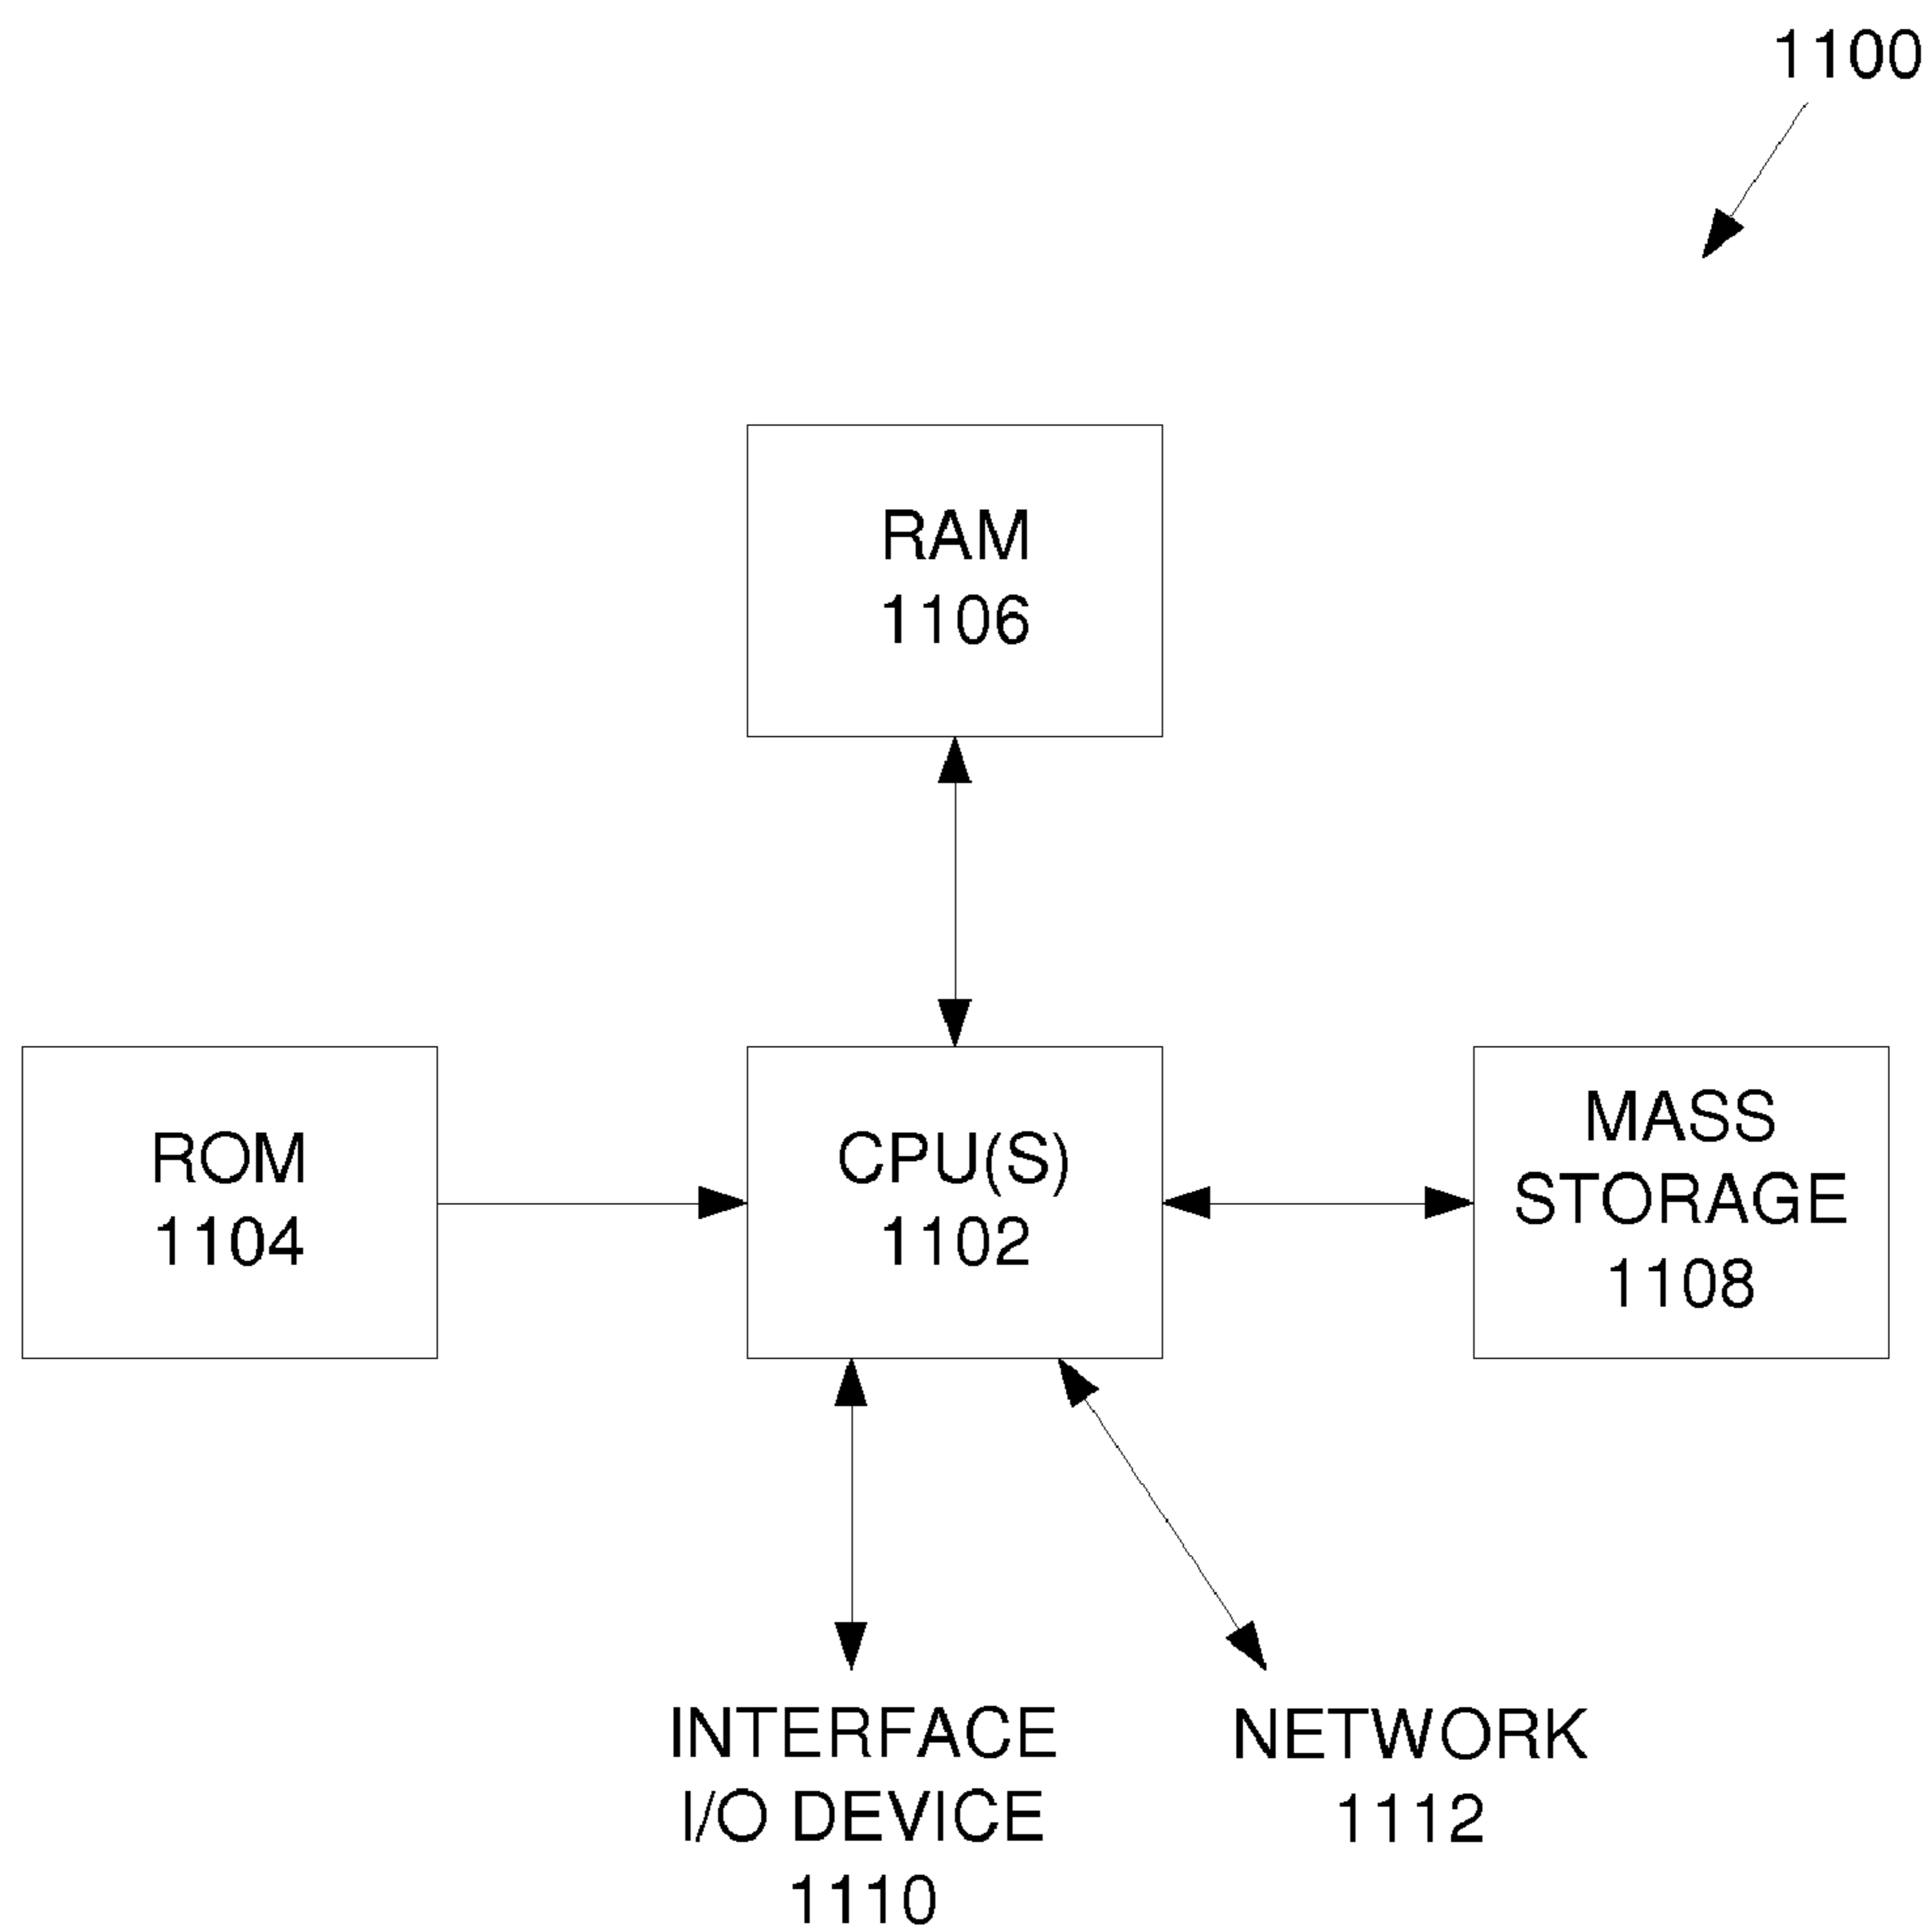 1100
RAM
1106
ROM
1104
CPU(S)
1102
MASS
STORAGE
1108
INTERFACE
I/O DEVICE
1110
NETWORK
1112